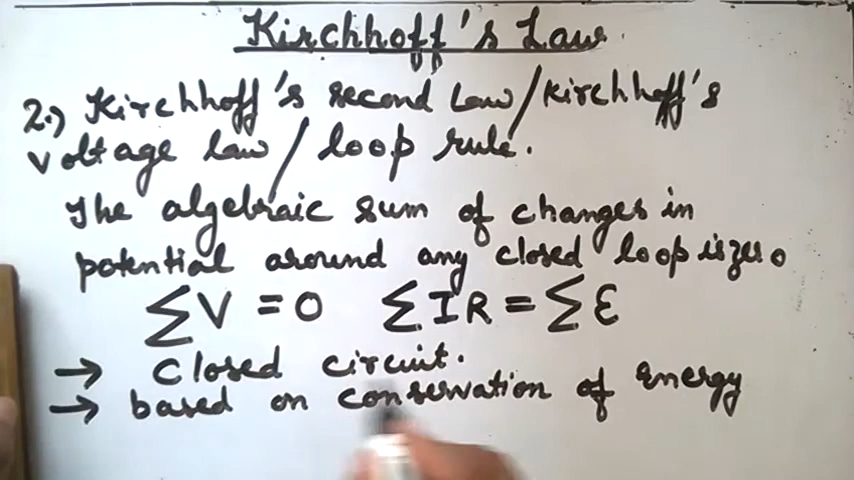 Kirchhoff's Law
2.) Kirchhoff's second Law/Kirchhoff's
Voltage law/loop rule.
The algebraic sum of changes in
potential around any closed loop is zero
∑V = 0   ∑IR = ∑ε
→ Closed circuit.
→ based on conservation of Energy